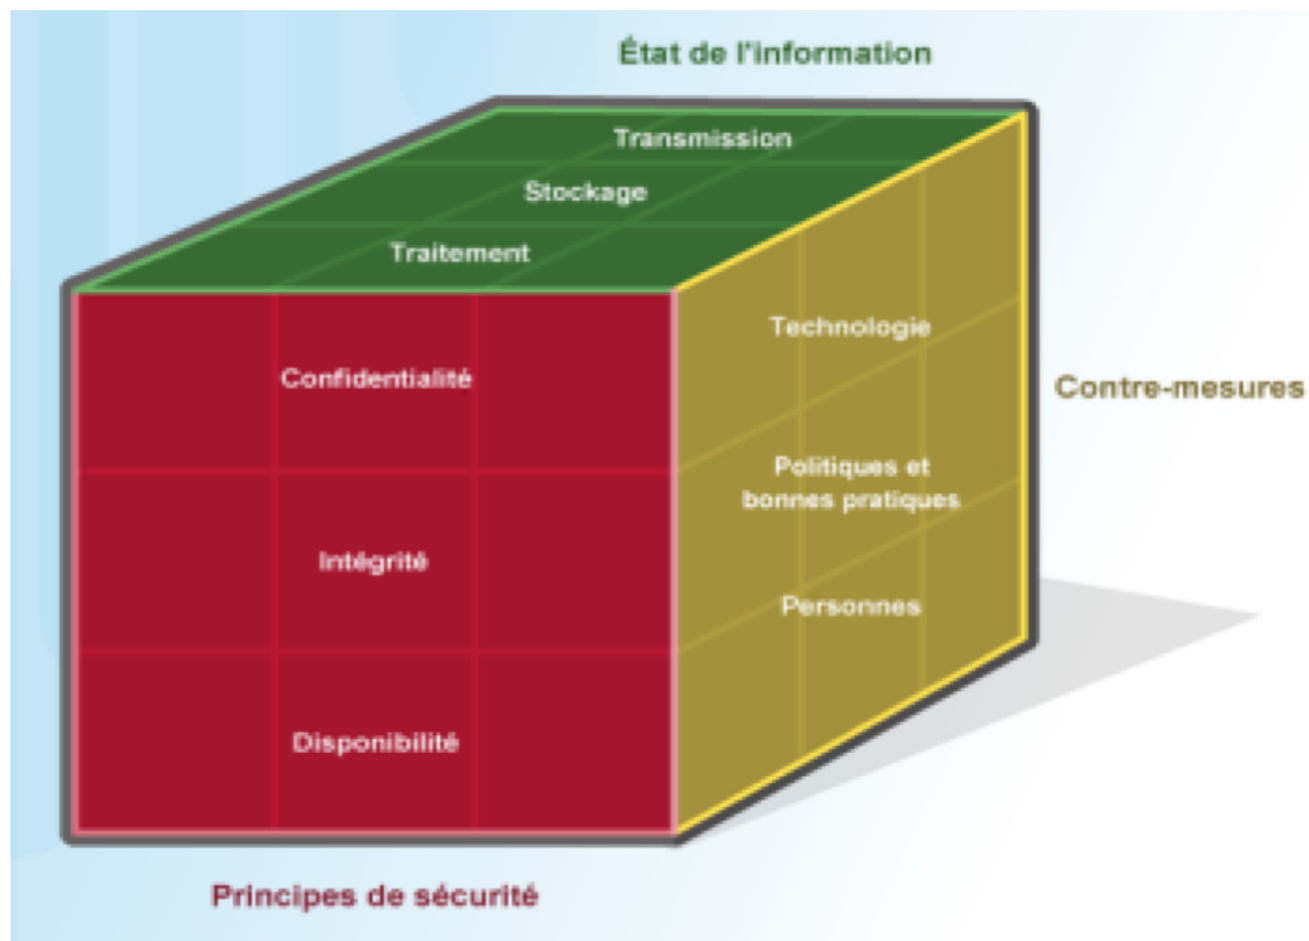 État de l'information
Transmission
Stockage
Traitement
Confidentialité
Intégrité
Disponibilité
Technologie
Politiques et
bonnes pratiques
Personnes
Contre-mesures
Principes de sécurité